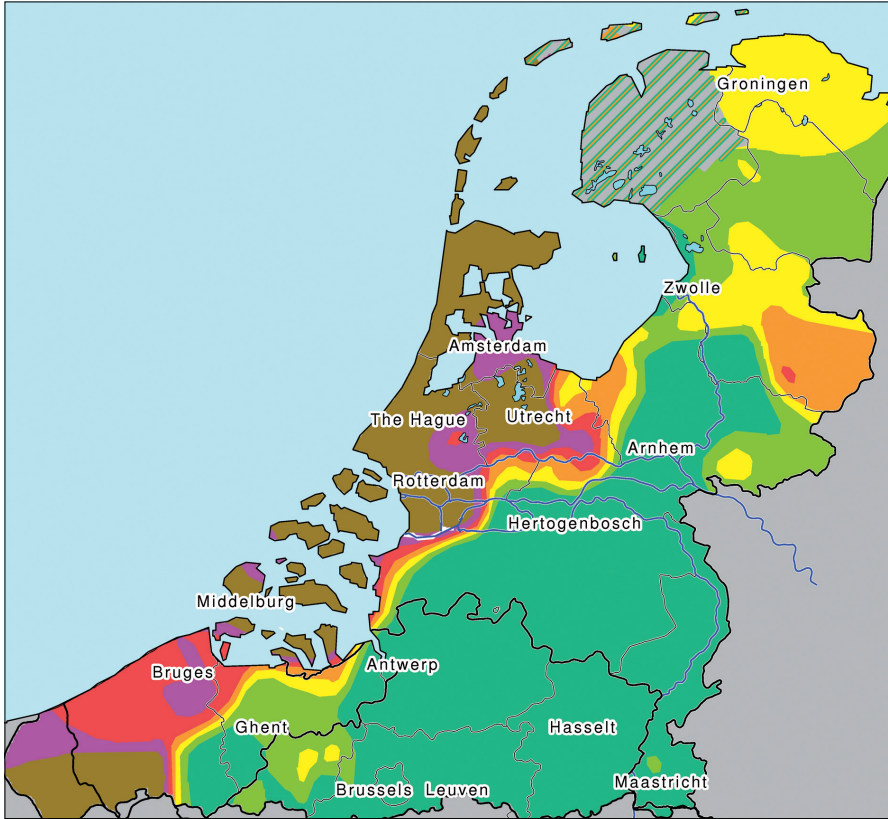 Groningen
Zwolle
Amsterdam
The Hague
Utrecht
Arnhem
Rotterdam
Hertogenbosch
Middelburg
Bruges
Antwerp
Ghent
Hasselt
Maastricht
Brussels
Leuven